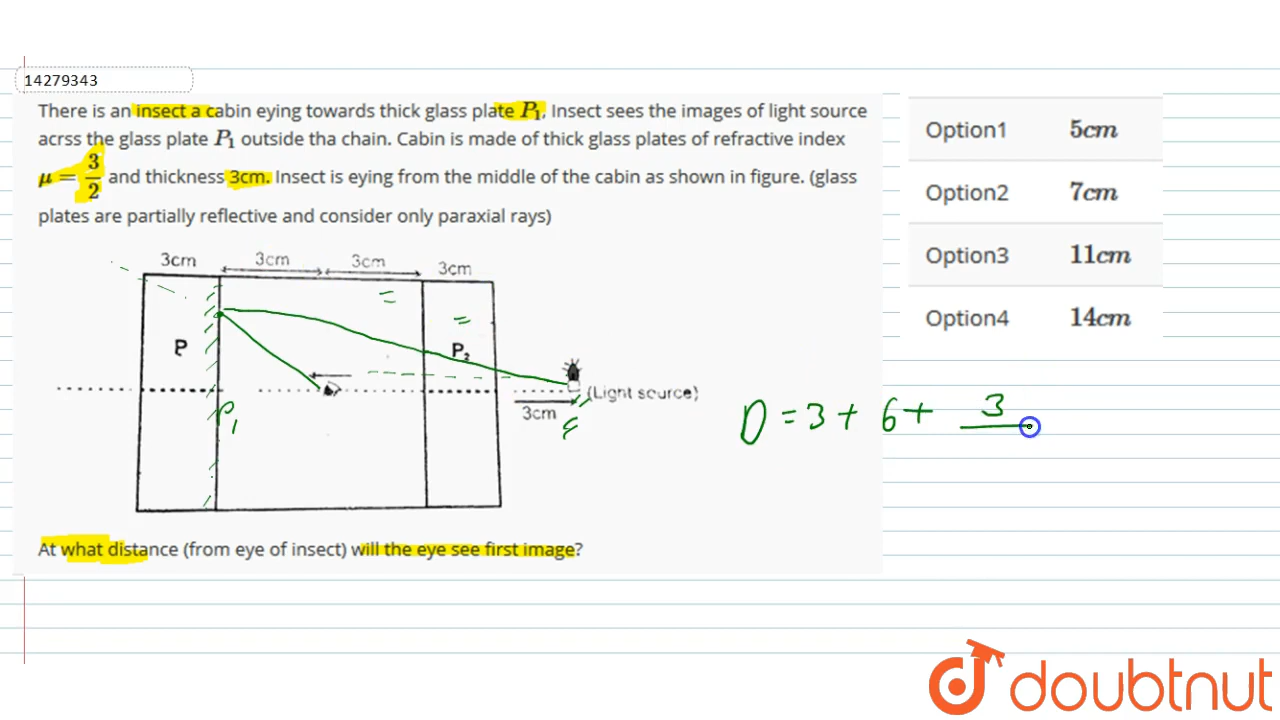 14279343
There is an insect a cabin eying towards thick glass plate P₁, Insect sees the images of light source
acrss the glass plate P₁ outside tha chain. Cabin is made of thick glass plates of refractive index
μ = 3/2 and thickness 3cm. Insect is eying from the middle of the cabin as shown in figure. (glass
plates are partially reflective and consider only paraxial rays)
3cm 3cm 3cm 3cm
P P₂
(Light source)
3cm
P₁
At what distance (from eye of insect) will the eye see first image?
Option1 5cm
Option2 7cm
Option3 11cm
Option4 14cm
D = 3 + 6 + 3
doubtnut